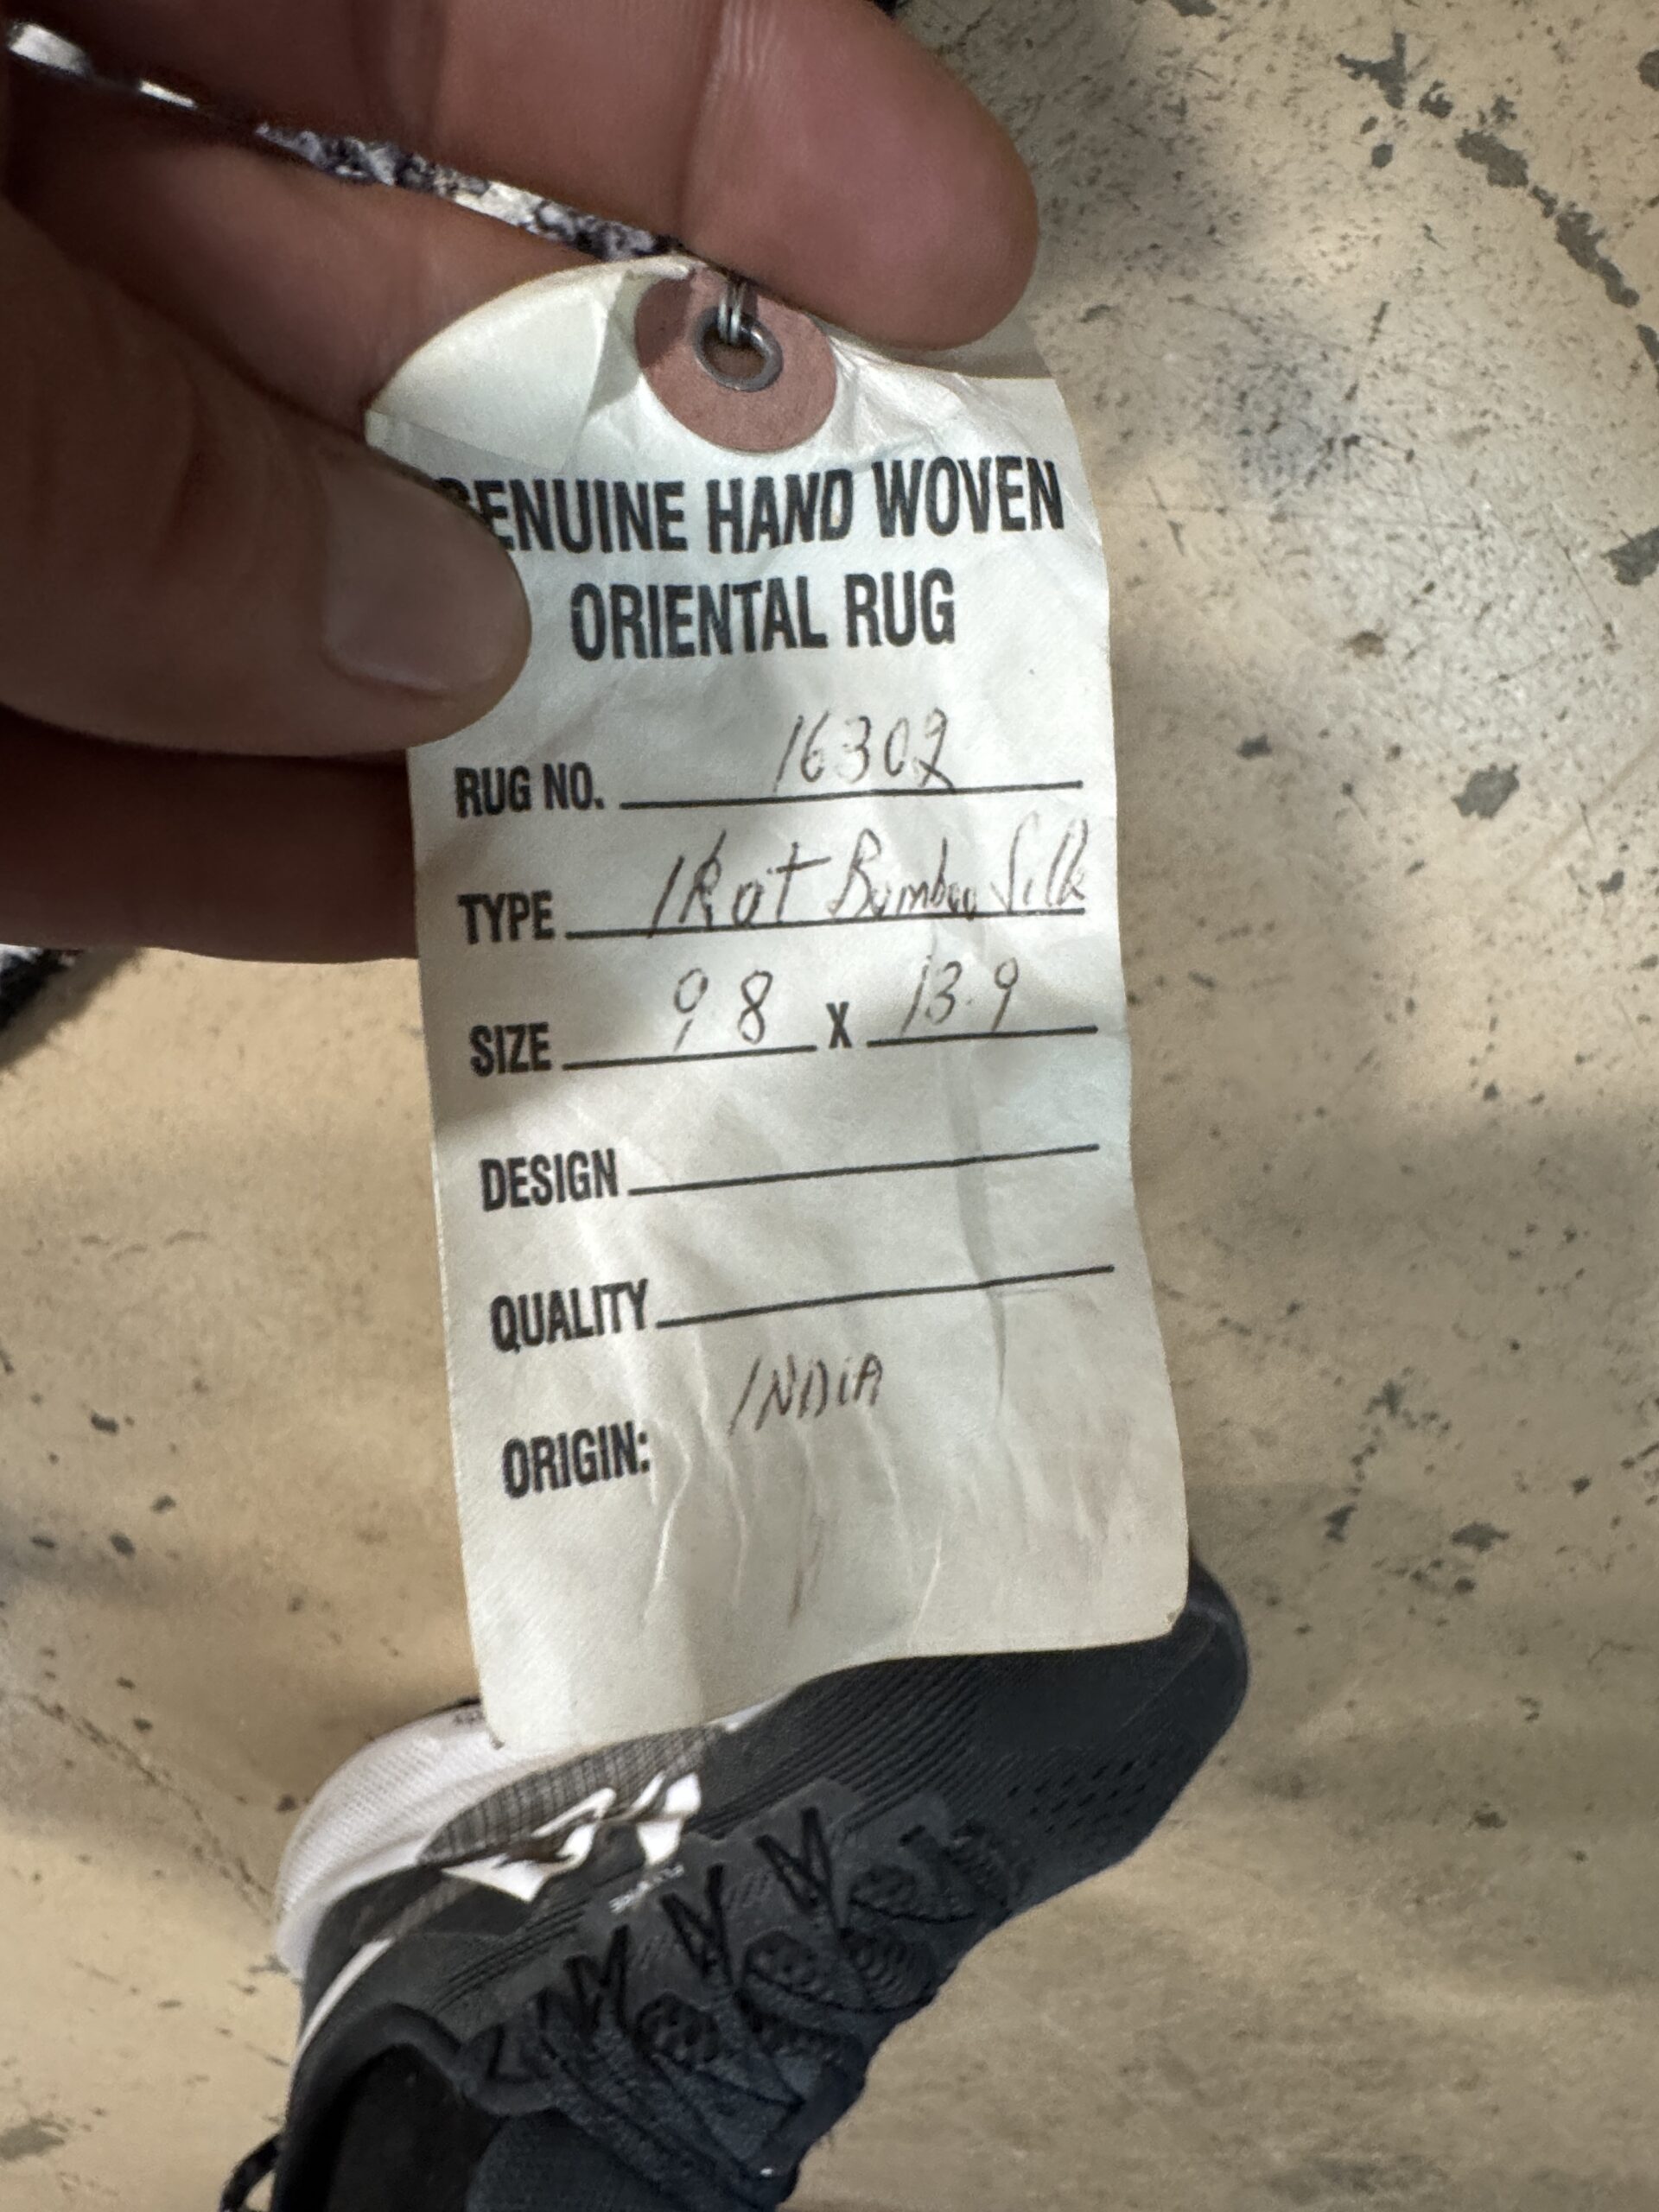 GENUINE HAND WOVEN
ORIENTAL RUG
RUG NO. 16302
TYPE IKat Bamboo Silk
SIZE 9 8 X 13.9
DESIGN
QUALITY
ORIGIN: INDIA